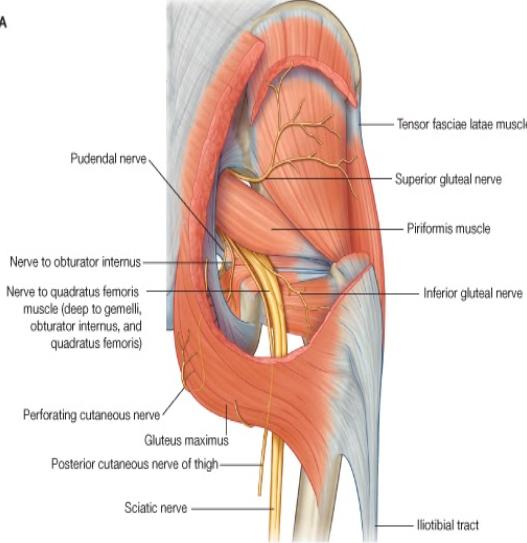 A
Tensor fasciae latae muscl
Pudendal nerve
Superior gluteal nerve
Piriformis muscle
Nerve to obturator internus
Nerve to quadratus femoris
muscle (deep to gemelli,
obturator internus, and
quadratus femoris)
Inferior gluteal nerve
Perforating cutaneous nerve
Gluteus maximus
Posterior cutaneous nerve of thigh
Sciatic nerve
Iliotibial tract